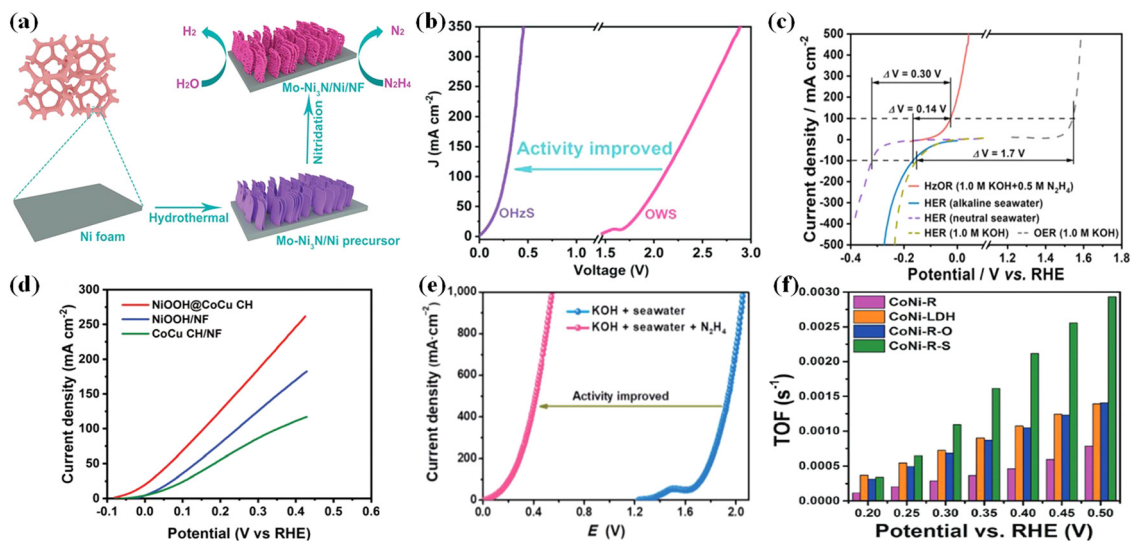 (a)
H₂
H₂O
N₂
N₂H₄
Mo-Ni₃N/Ni/NF
Nitridation
Ni foam
Hydrothermal
Mo-Ni₃N/Ni precursor
(b)
J (mA cm⁻²)
350
300
250
200
150
100
50
0
Activity improved
OHzS
OWS
0.0
0.5
1.0
1.5
2.0
2.5
3.0
Voltage (V)
(c)
Current density / mA cm⁻²
500
400
300
200
100
0
-100
-200
-300
-400
-500
Δ V = 0.30 V
Δ V = 0.14 V
Δ V = 1.7 V
HzOR (1.0 M KOH+0.5 M N₂H₄)
HER (alkaline seawater)
HER (neutral seawater)
HER (1.0 M KOH)
OER (1.0 M KOH)
-0.4
-0.2
0.0
1.2
1.4
1.6
1.8
Potential / V vs. RHE
(d)
Current density (mA cm⁻²)
300
250
200
150
100
50
0
NiOOH@CoCu CH
NiOOH/NF
CoCu CH/NF
-0.1
0.0
0.1
0.2
0.3
0.4
0.5
0.6
Potential (V vs RHE)
(e)
Current density (mA·cm⁻²)
1,000
800
600
400
200
0
KOH + seawater
KOH + seawater + N₂H₄
Activity improved
0.0
0.4
0.8
1.2
1.6
2.0
E (V)
(f)
TOF (s⁻¹)
0.0030
0.0025
0.0020
0.0015
0.0010
0.0005
0.0000
CoNi-R
CoNi-LDH
CoNi-R-O
CoNi-R-S
0.20
0.25
0.30
0.35
0.40
0.45
0.50
Potential vs. RHE (V)